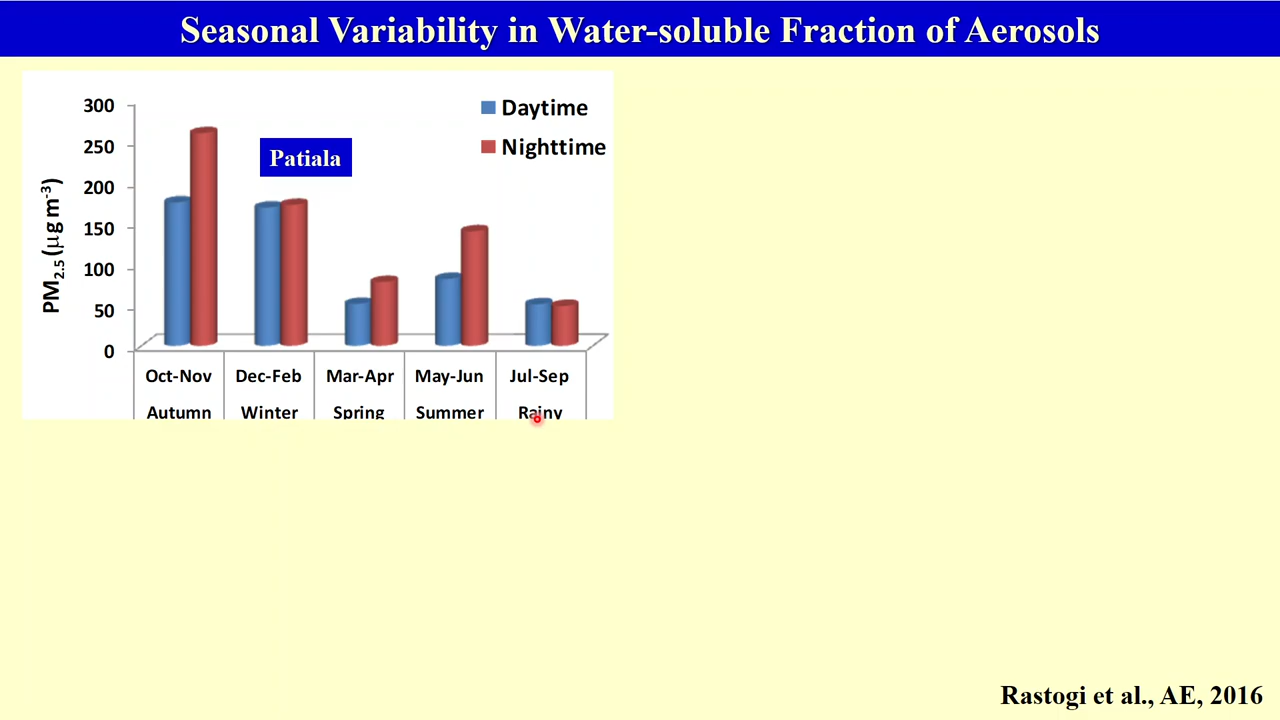 Seasonal Variability in Water-soluble Fraction of Aerosols
300
250
200
150
100
50
0
PM2.5 (μg m-3)
Daytime
Nighttime
Patiala
Oct-Nov Dec-Feb Mar-Apr May-Jun Jul-Sep
Autumn Winter Spring Summer Rainy
Rastogi et al., AE, 2016